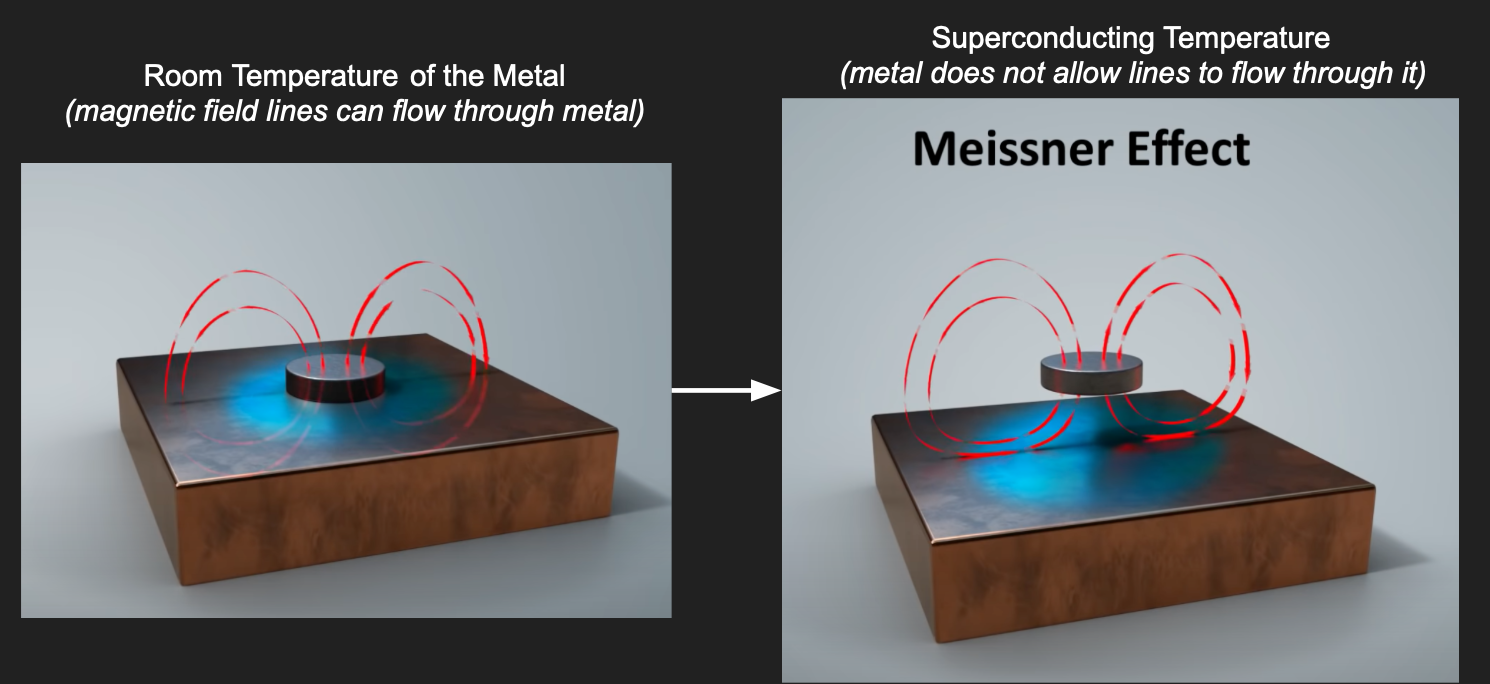 Room Temperature of the Metal
(magnetic field lines can flow through metal)
Superconducting Temperature
(metal does not allow lines to flow through it)
Meissner Effect